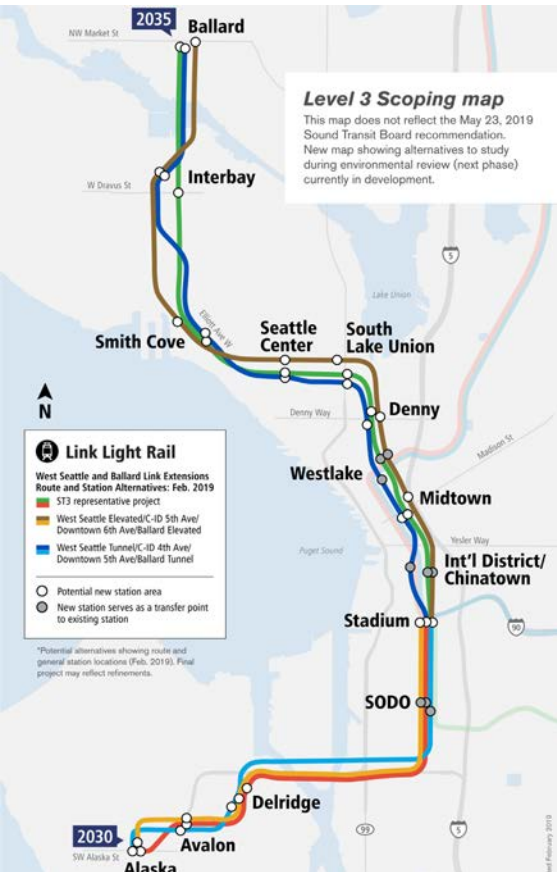 2035
Ballard
NW Market St
Level 3 Scoping map
This map does not reflect the May 23, 2019
Sound Transit Board recommendation.
New map showing alternatives to study
during environmental review (next phase)
currently in development.
W Dravus St
Interbay
5
Lake Union
Elliott Ave W
Smith Cove
Seattle
Center
South
Lake Union
N
Denny Way
Denny
Madison St
Link Light Rail
West Seattle and Ballard Link Extensions
Route and Station Alternatives: Feb. 2019
ST3 representative project
West Seattle Elevated/C-ID 5th Ave/
Downtown 6th Ave/Ballard Elevated
West Seattle Tunnel/C-ID 4th Ave/
Downtown 5th Ave/Ballard Tunnel
Potential new station area
New station serves as a transfer point
to existing station
*Potential alternatives showing route and
general station locations (Feb. 2019). Final
project may reflect refinements.
Westlake
Midtown
Puget Sound
Yesler Way
Int'l District/
Chinatown
Stadium
90
SODO
Delridge
2030
Avalon
99
5
SW Alaska St
Alaska
February 2019